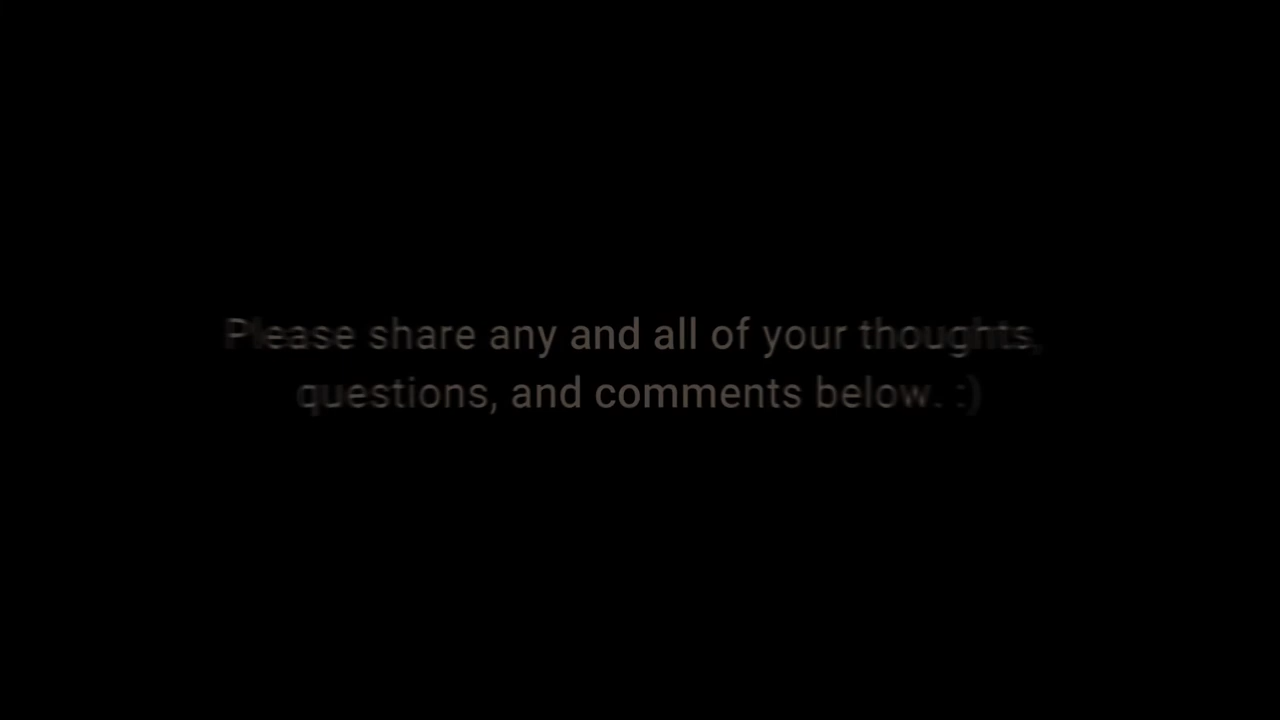 Please share any and all of your thoughts,
questions, and comments below. :)